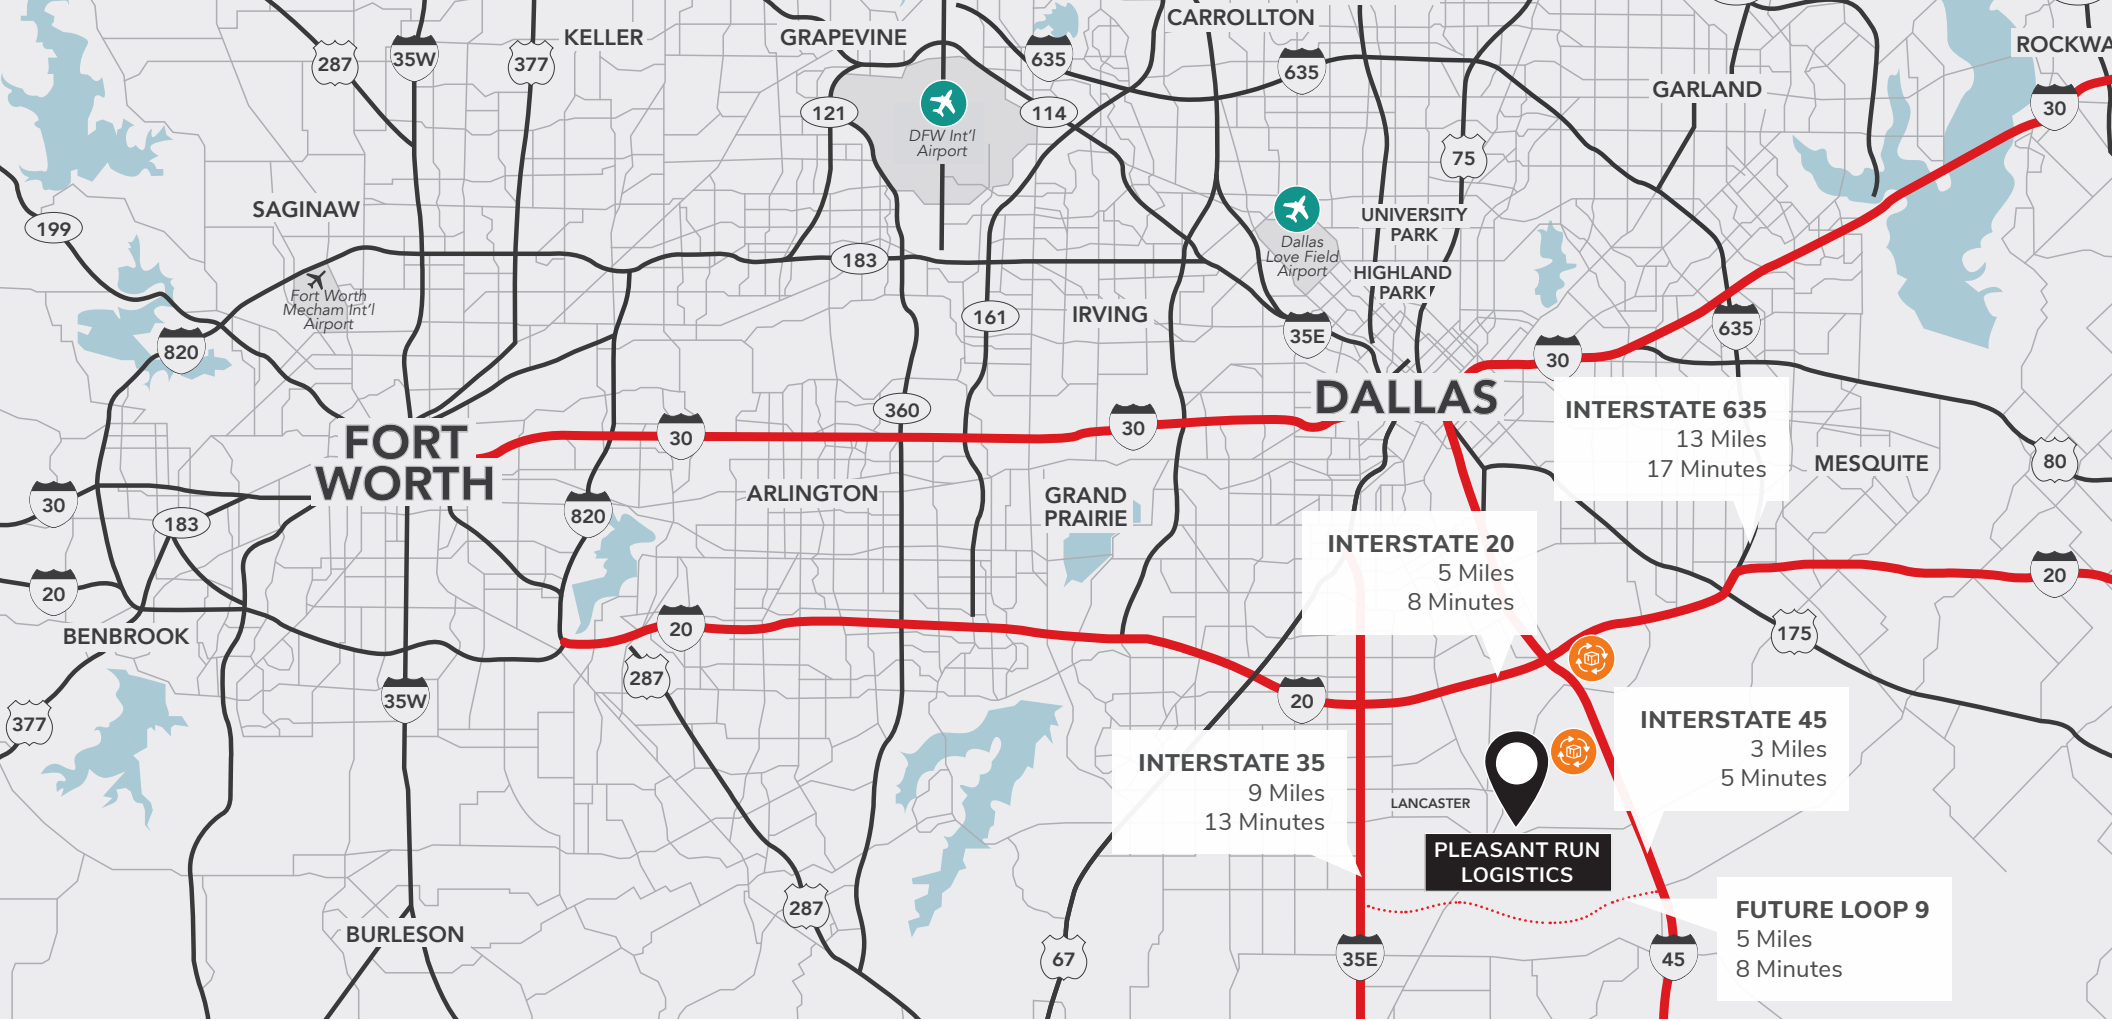 CARROLLTON
KELLER
GRAPEVINE
ROCKWA
287
35W
377
635
635
GARLAND
30
121
114
DFW Int'l
Airport
75
SAGINAW
199
UNIVERSITY
PARK
Dallas
Love Field
Airport
183
HIGHLAND
PARK
Fort Worth
Mecham Int'l
Airport
161
IRVING
35E
635
820
30
DALLAS
360
30
30
INTERSTATE 635
13 Miles
17 Minutes
FORT
WORTH
MESQUITE
80
30
183
820
ARLINGTON
GRAND
PRAIRIE
INTERSTATE 20
5 Miles
8 Minutes
20
20
BENBROOK
20
175
287
35W
20
377
INTERSTATE 45
3 Miles
5 Minutes
INTERSTATE 35
9 Miles
13 Minutes
LANCASTER
PLEASANT RUN
LOGISTICS
287
BURLESON
67
35E
45
FUTURE LOOP 9
5 Miles
8 Minutes